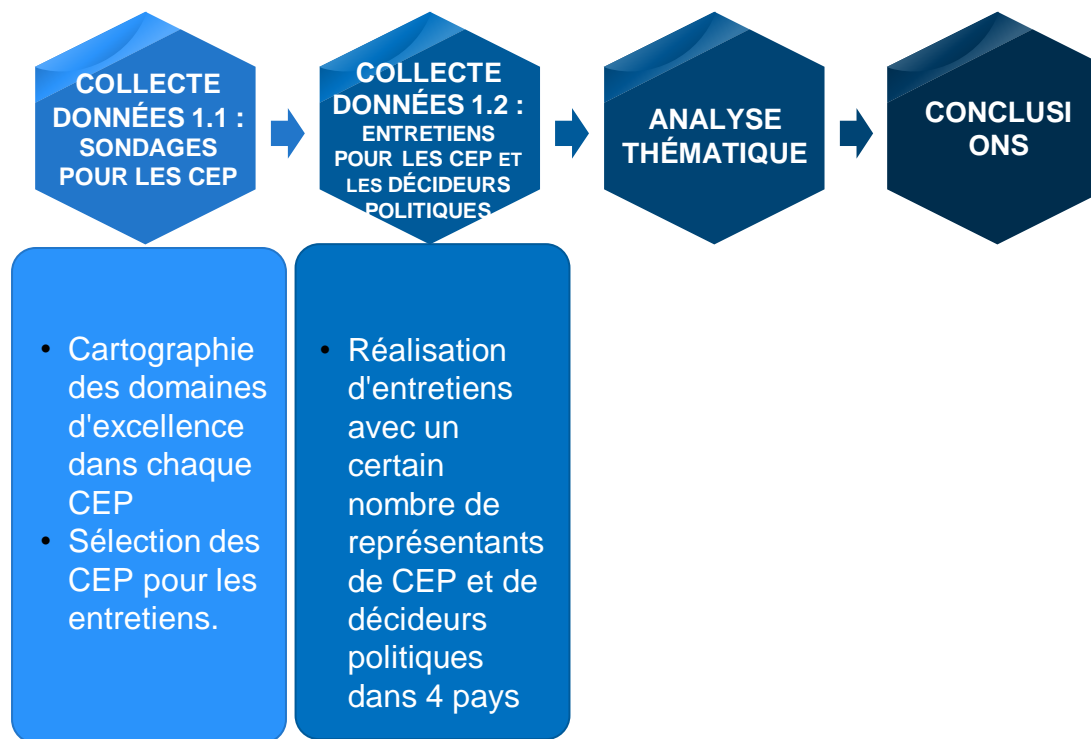 COLLECTE
DONNÉES 1.1 :
SONDAGES
POUR LES CEP
COLLECTE
DONNÉES 1.2 :
ENTRETIENS
POUR LES CEP ET
LES DÉCIDEURS
POLITIQUES
ANALYSE
THÉMATIQUE
CONCLUSI
ONS
• Cartographie
des domaines
d'excellence
dans chaque
CEP
• Sélection des
CEP pour les
entretiens.
• Réalisation
d'entretiens
avec un
certain
nombre de
représentants
de CEP et de
décideurs
politiques
dans 4 pays